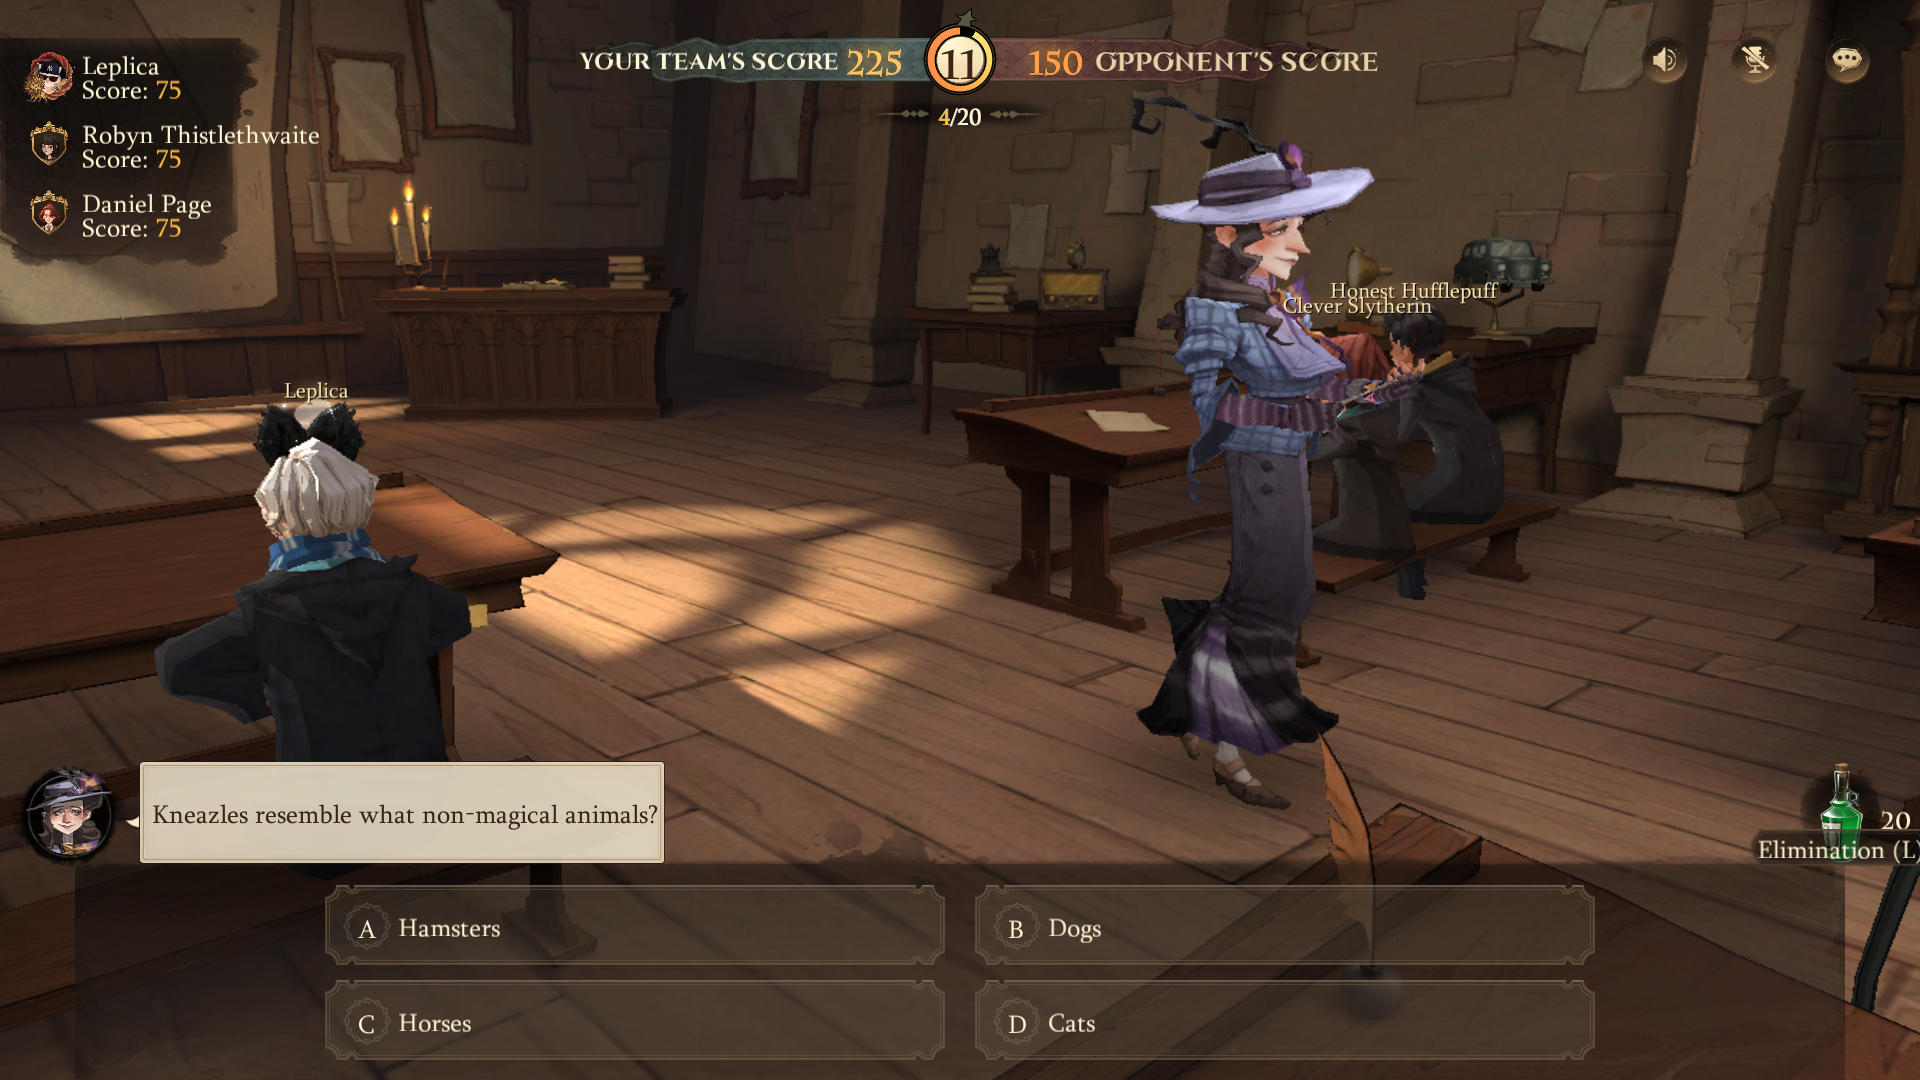 Leplica
Score: 75
Robyn Thistlethwaite
Score: 75
Daniel Page
Score: 75
YOUR TEAM'S SCORE 225
11
150 OPPONENT'S SCORE
4/20
Honest Hufflepuff
Clever Slytherin
Leplica
Kneazles resemble what non-magical animals?
20
Elimination (L)
A Hamsters
B Dogs
C Horses
D Cats